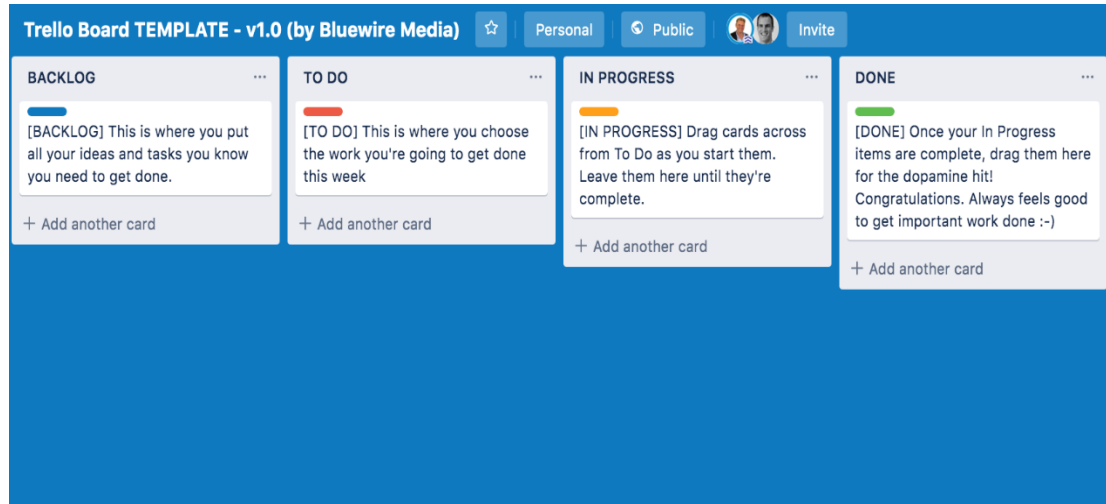 Trello Board TEMPLATE - v1.0 (by Bluewire Media)
Personal
Public
Invite
BACKLOG
[BACKLOG] This is where you put
all your ideas and tasks you know
you need to get done.
+ Add another card
TO DO
[TO DO] This is where you choose
the work you're going to get done
this week
+ Add another card
IN PROGRESS
[IN PROGRESS] Drag cards across
from To Do as you start them.
Leave them here until they're
complete.
+ Add another card
DONE
[DONE] Once your In Progress
items are complete, drag them here
for the dopamine hit!
Congratulations. Always feels good
to get important work done :-)
+ Add another card